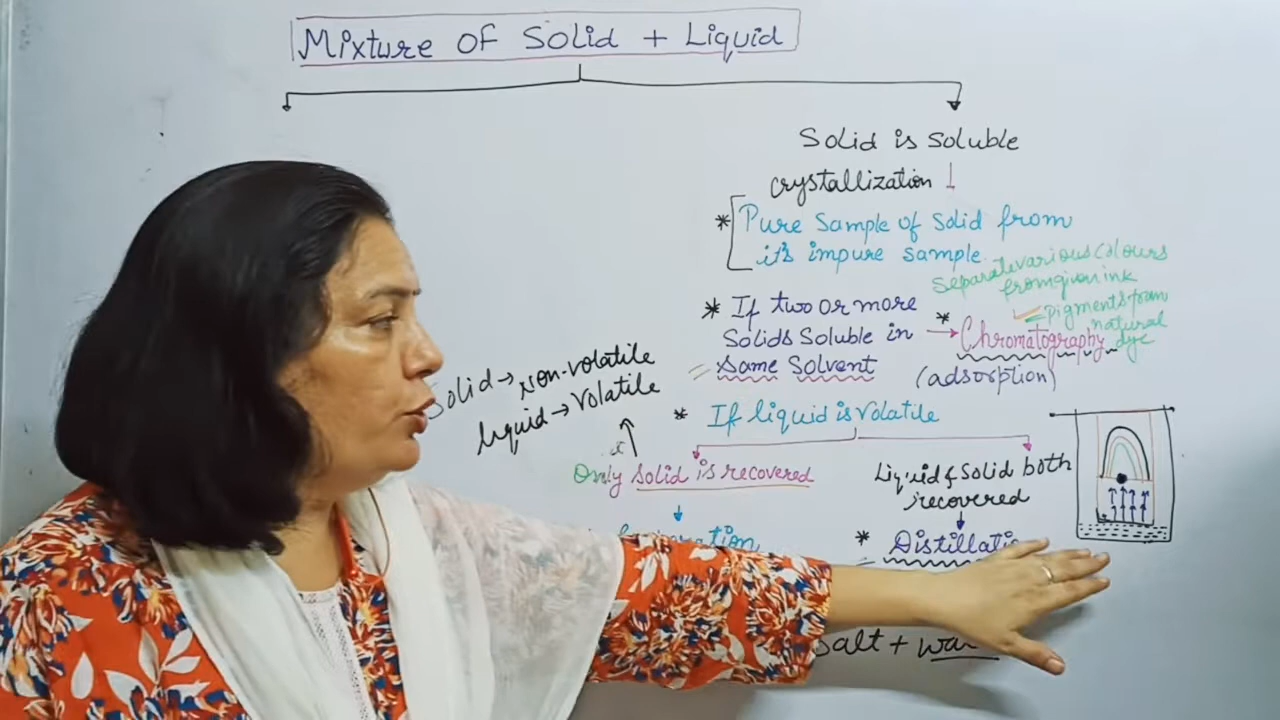 Mixture of Solid + Liquid
Solid is soluble
crystallization
* Pure sample of solid from
it's impure sample
Separate various colours
from given ink
pigments from
natural
dye
* If two or more
Solids Soluble in
Same Solvent
* Chromatography
(adsorption)
Solid → non-volatile
liquid → Volatile
* If liquid is volatile
Only solid is recovered
Liquid & Solid both
recovered
* Distillati
Salt +